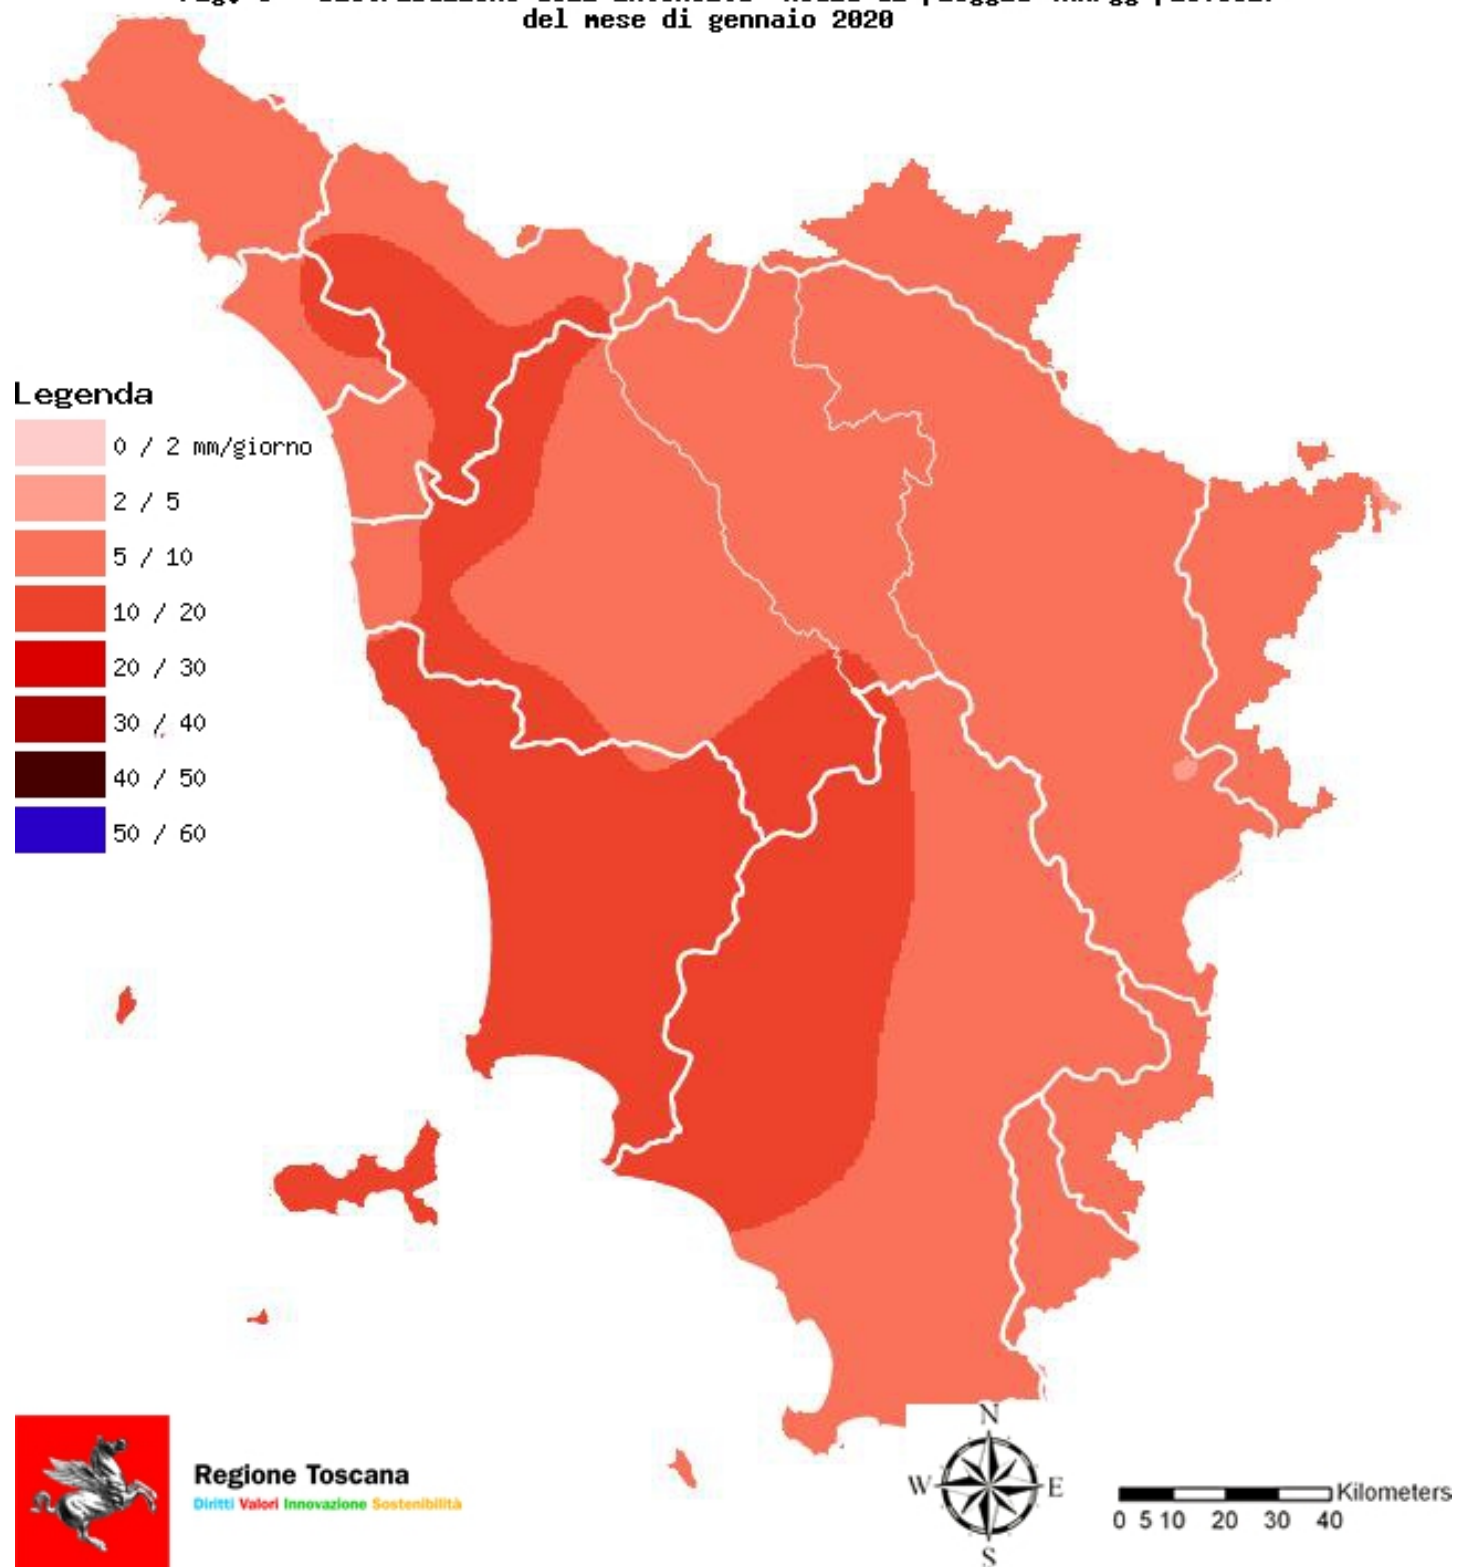 del mese di gennaio 2020
Legenda
0 / 2 mm/giorno
2 / 5
5 / 10
10 / 20
20 / 30
30 / 40
40 / 50
50 / 60
Regione Toscana
Diritti Valori Innovazione Sostenibilità
N
W
E
S
Kilometers
0 5 10 20 30 40